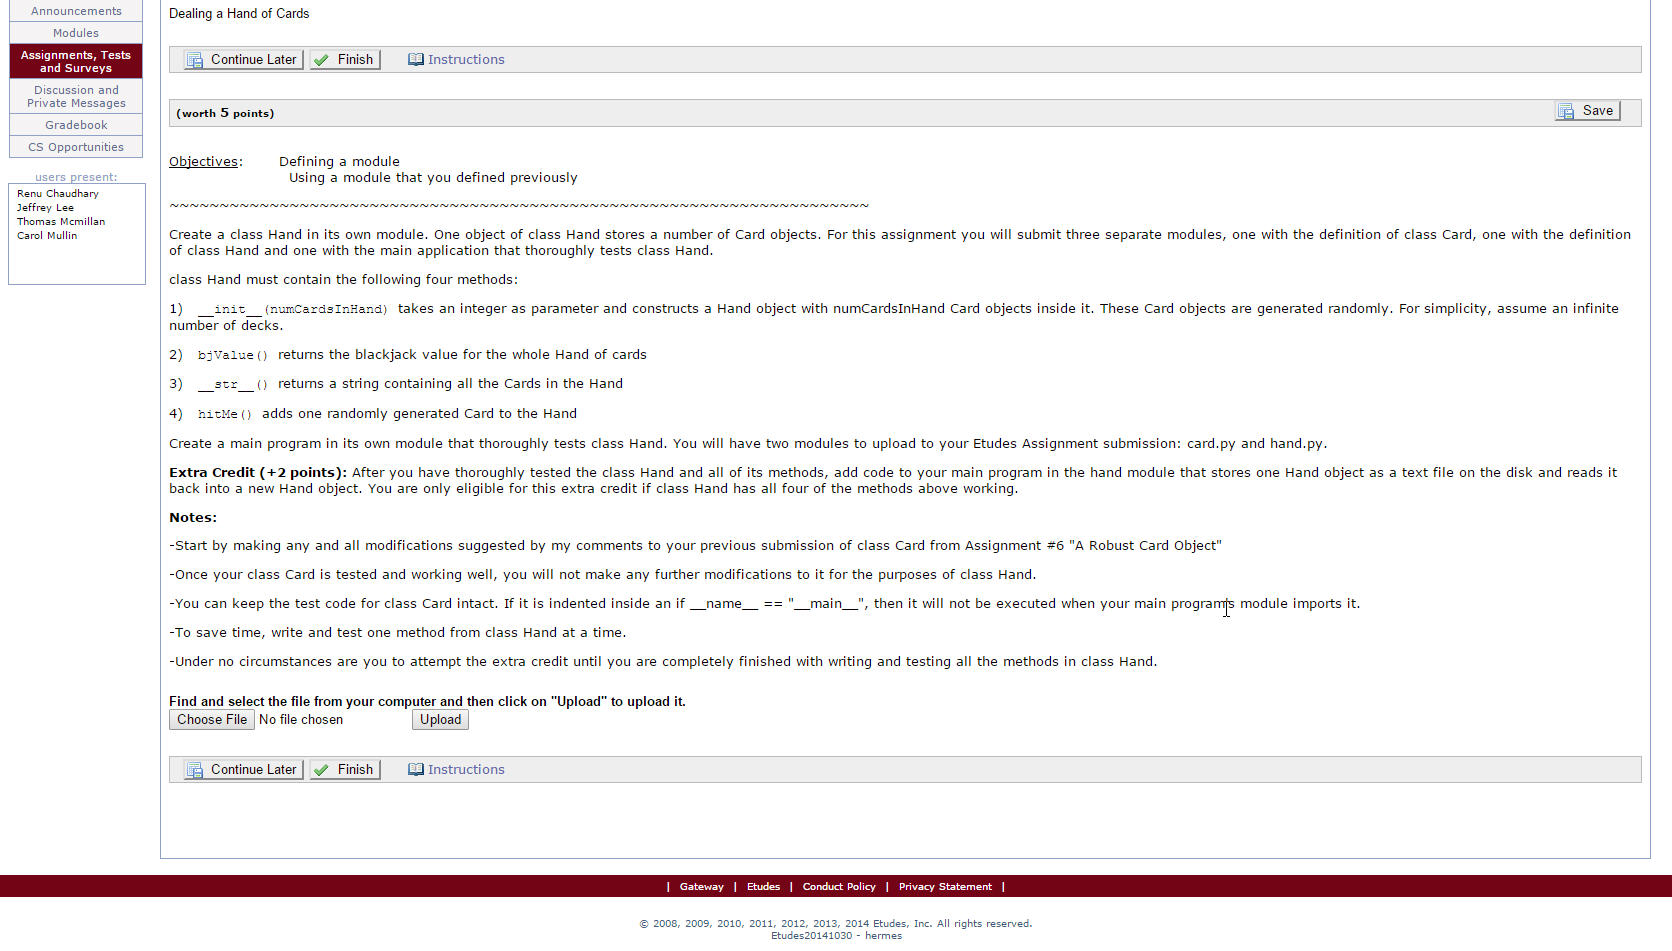 Announcements
Modules
Assignments, Tests
and Surveys
Discussion and
Private Messages
Gradebook
CS Opportunities
users present:
Renu Chaudhary
Jeffrey Lee
Thomas Mcmillan
Carol Mullin
Dealing a Hand of Cards
Continue Later Finish Instructions
(worth 5 points) Save
Objectives: Defining a module
Using a module that you defined previously
~~~~~~~~~~~~~~~~~~~~~~~~~~~~~~~~~~~~~~~~~~~~~~~~~~~~~~~~~~~~~~~~~~~~~~
Create a class Hand in its own module. One object of class Hand stores a number of Card objects. For this assignment you will submit three separate modules, one with the definition of class Card, one with the definition
of class Hand and one with the main application that thoroughly tests class Hand.
class Hand must contain the following four methods:
1) __init__(numCardsInHand) takes an integer as parameter and constructs a Hand object with numCardsInHand Card objects inside it. These Card objects are generated randomly. For simplicity, assume an infinite
number of decks.
2) bjValue() returns the blackjack value for the whole Hand of cards
3) __str__() returns a string containing all the Cards in the Hand
4) hitMe() adds one randomly generated Card to the Hand
Create a main program in its own module that thoroughly tests class Hand. You will have two modules to upload to your Etudes Assignment submission: card.py and hand.py.
Extra Credit (+2 points): After you have thoroughly tested the class Hand and all of its methods, add code to your main program in the hand module that stores one Hand object as a text file on the disk and reads it
back into a new Hand object. You are only eligible for this extra credit if class Hand has all four of the methods above working.
Notes:
-Start by making any and all modifications suggested by my comments to your previous submission of class Card from Assignment #6 "A Robust Card Object"
-Once your class Card is tested and working well, you will not make any further modifications to it for the purposes of class Hand.
-You can keep the test code for class Card intact. If it is indented inside an if __name__ == "__main__", then it will not be executed when your main program's module imports it.
-To save time, write and test one method from class Hand at a time.
-Under no circumstances are you to attempt the extra credit until you are completely finished with writing and testing all the methods in class Hand.
Find and select the file from your computer and then click on "Upload" to upload it.
Choose File No file chosen Upload
Continue Later Finish Instructions
| Gateway | Etudes | Conduct Policy | Privacy Statement |
© 2008, 2009, 2010, 2011, 2012, 2013, 2014 Etudes, Inc. All rights reserved.
Etudes20141030 - hermes